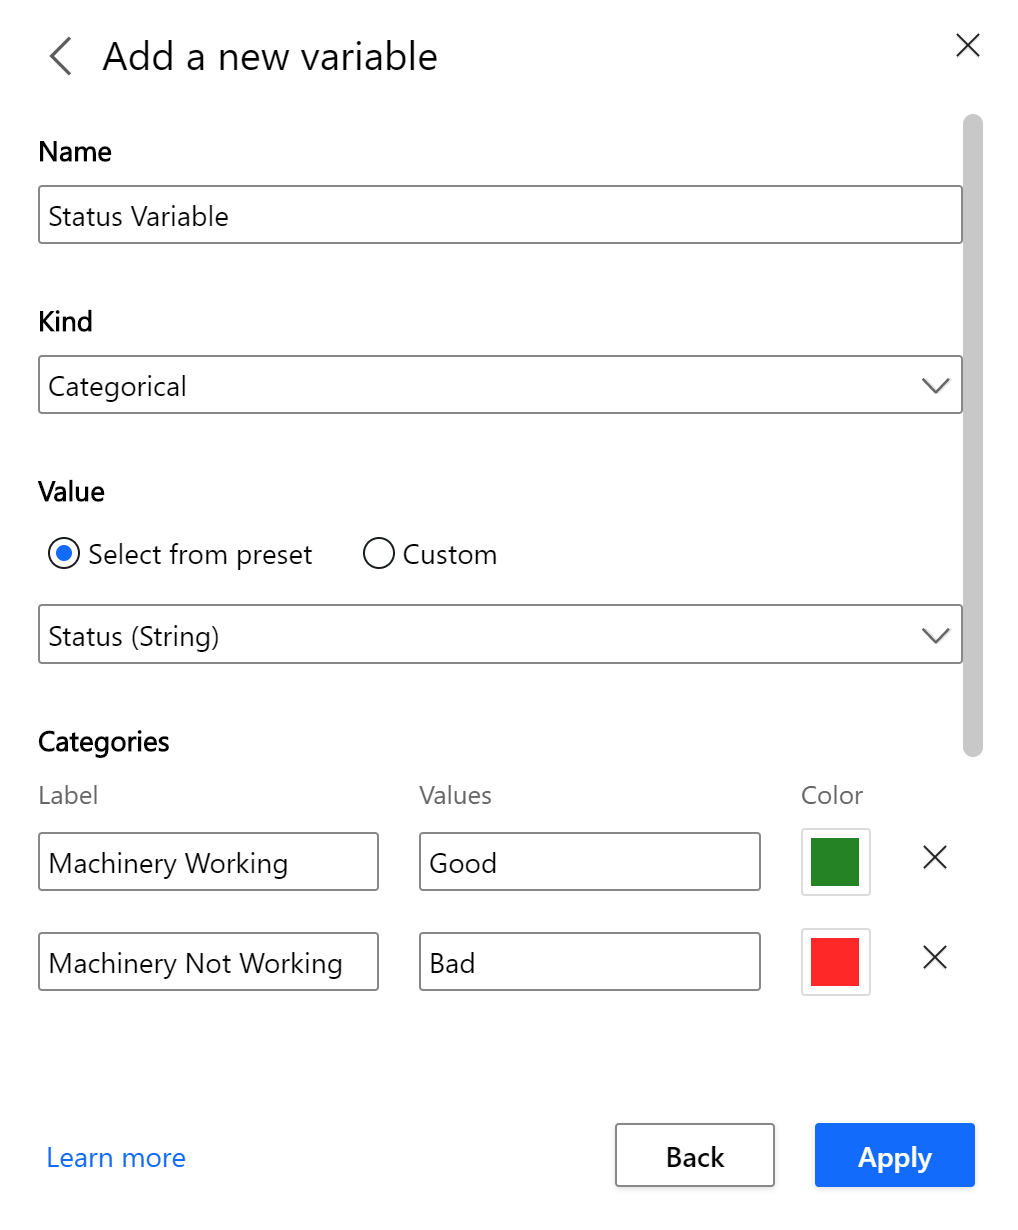 Add a new variable
Name
Status Variable
Kind
Categorical
Value
Select from preset Custom
Status (String)
Categories
Label Values Color
Machinery Working Good
Machinery Not Working Bad
Learn more Back Apply